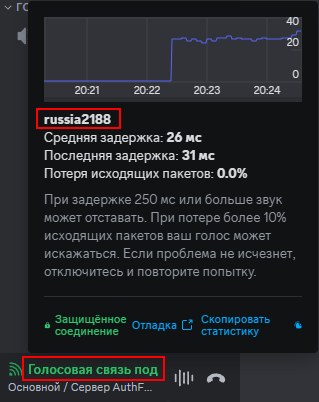 ГО
40
20
0
20:21 20:22 20:23 20:24
russia2188
Средняя задержка: 26 мс
Последняя задержка: 31 мс
Потеря исходящих пакетов: 0.0%
При задержке 250 мс или больше звук
может отставать. При потере более 10%
исходящих пакетов ваш голос может
искажаться. Если проблема не исчезнет,
отключитесь и повторите попытку.
Защищённое соединение
Отладка
Скопировать статистику
Голосовая связь под
Основной / Сервер AuthF...